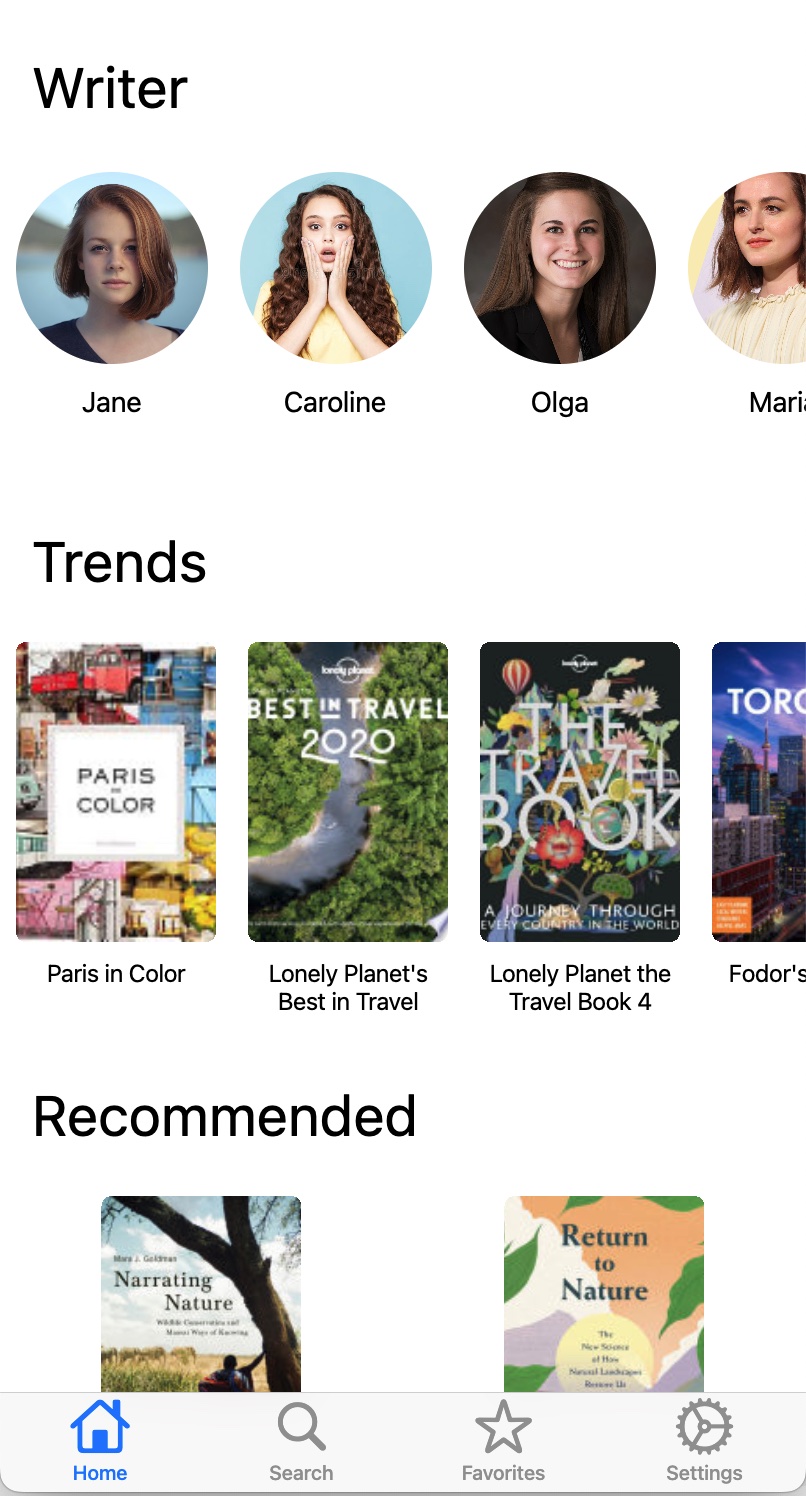 Writer
Jane
Caroline
Olga
Maria
Trends
PARIS
IN
COLOR
lonely planet
BEST IN TRAVEL
2020
lonely planet
THE
TRAVEL
BOOK
A JOURNEY THROUGH
EVERY COUNTRY IN THE WORLD
TORO
Paris in Color
Lonely Planet's
Best in Travel
Lonely Planet the
Travel Book 4
Fodor's
Recommended
Mara J. Goldman
Narrating
Nature
Wildlife Conservation and
Maasai Ways of Knowing
Return
to
Nature
The
New Science
of How
Natural Landscapes
Restore Us
Home
Search
Favorites
Settings